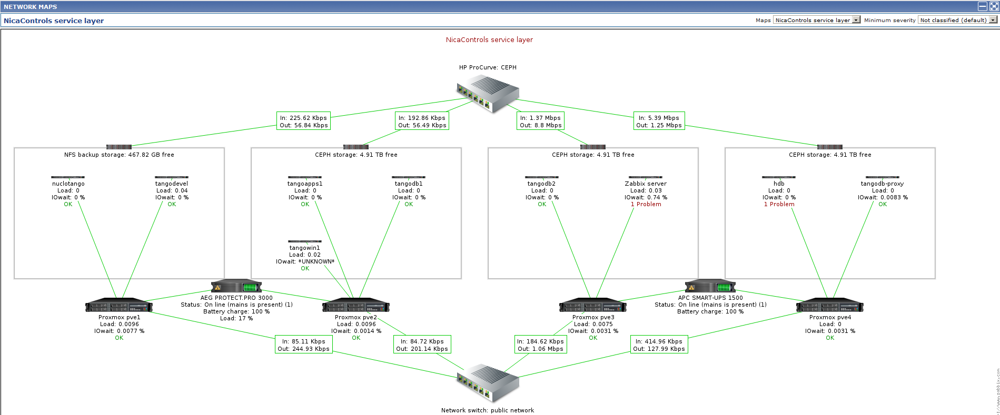 NETWORK MAPS
NicaControls service layer
Maps NicaControls service layer Minimum severity Not classified (default)
NicaControls service layer
HP ProCurve: CEPH
In: 225.62 Kbps
Out: 56.84 Kbps
In: 192.86 Kbps
Out: 56.49 Kbps
In: 1.37 Mbps
Out: 8.8 Mbps
In: 5.39 Mbps
Out: 1.25 Mbps
NFS backup storage: 467.82 GB free
CEPH storage: 4.91 TB free
CEPH storage: 4.91 TB free
CEPH storage: 4.91 TB free
nuclotango
Load: 0
IOwait: 0 %
OK
tangodevel
Load: 0.04
IOwait: 0 %
OK
tangoapps1
Load: 0
IOwait: 0 %
OK
tangodb1
Load: 0
IOwait: 0 %
OK
tangodb2
Load: 0
IOwait: 0 %
OK
Zabbix server
Load: 0.03
IOwait: 0.74 %
1 Problem
hdb
Load: 0
IOwait: 0 %
1 Problem
tangodb-proxy
Load: 0
IOwait: 0.0083 %
OK
tangowin1
Load: 0.02
IOwait: *UNKNOWN*
OK
AEG PROTECT.PRO 3000
Status: On line (mains is present) (1)
Battery charge: 100 %
Load: 17 %
APC SMART-UPS 1500
Status: On line (mains is present) (1)
Battery charge: 100 %
Proxmox pve1
Load: 0.0096
IOwait: 0.0077 %
OK
Proxmox pve2
Load: 0.0096
IOwait: 0.0014 %
OK
Proxmox pve3
Load: 0.0075
IOwait: 0.0031 %
OK
Proxmox pve4
Load: 0
IOwait: 0.0031 %
OK
In: 85.11 Kbps
Out: 244.93 Kbps
In: 84.72 Kbps
Out: 201.14 Kbps
In: 184.62 Kbps
Out: 1.06 Mbps
In: 414.96 Kbps
Out: 127.99 Kbps
Network switch: public network
://www.zabbix.com